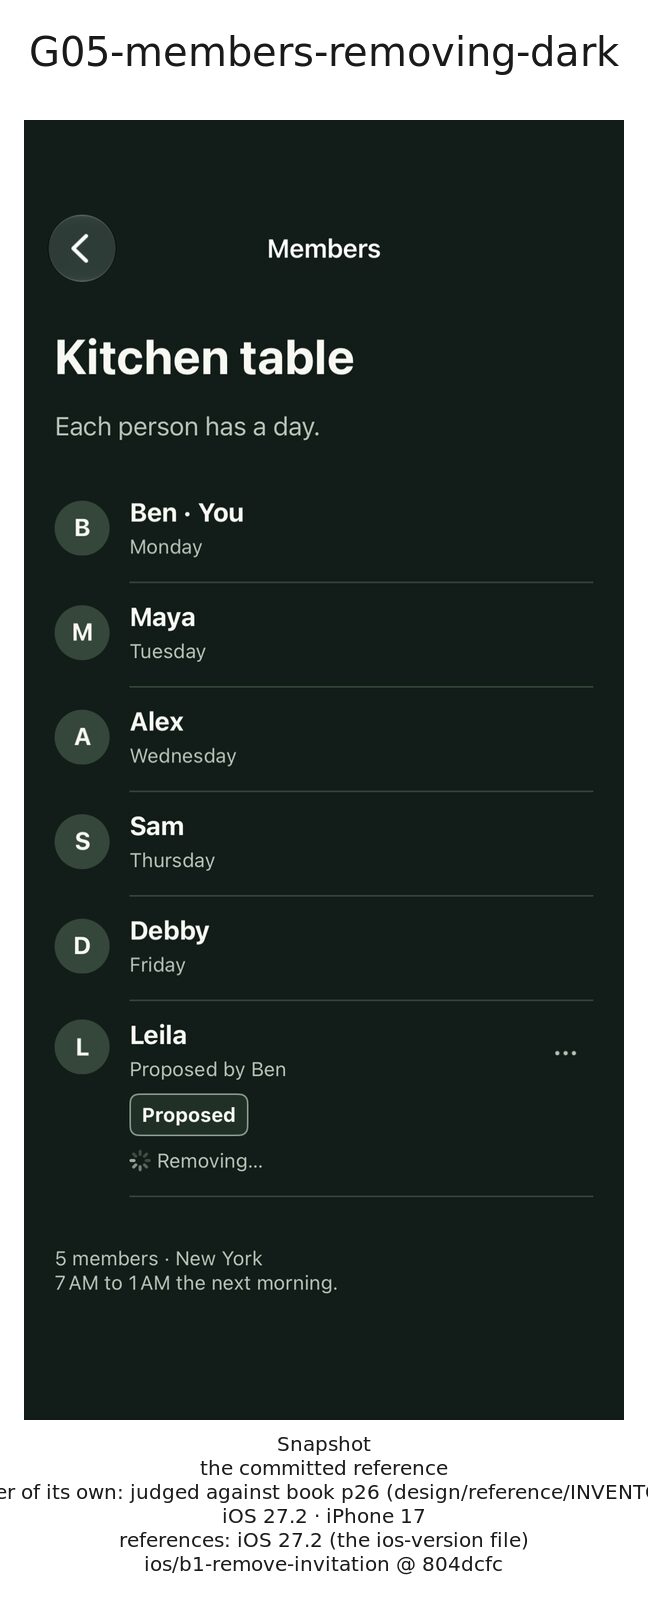 G05-members-removing-dark
Members
Kitchen table
Each person has a day.
B
Ben · You
Monday
M
Maya
Tuesday
A
Alex
Wednesday
S
Sam
Thursday
D
Debby
Friday
L
Leila
Proposed by Ben
Proposed
Removing...
5 members · New York
7 AM to 1 AM the next morning.
Snapshot
the committed reference
of its own: judged against book p26 (design/reference/
iOS 27.2 · iPhone 17
references: iOS 27.2 (the ios-version file)
ios/b1-remove-invitation @ 804dcfc